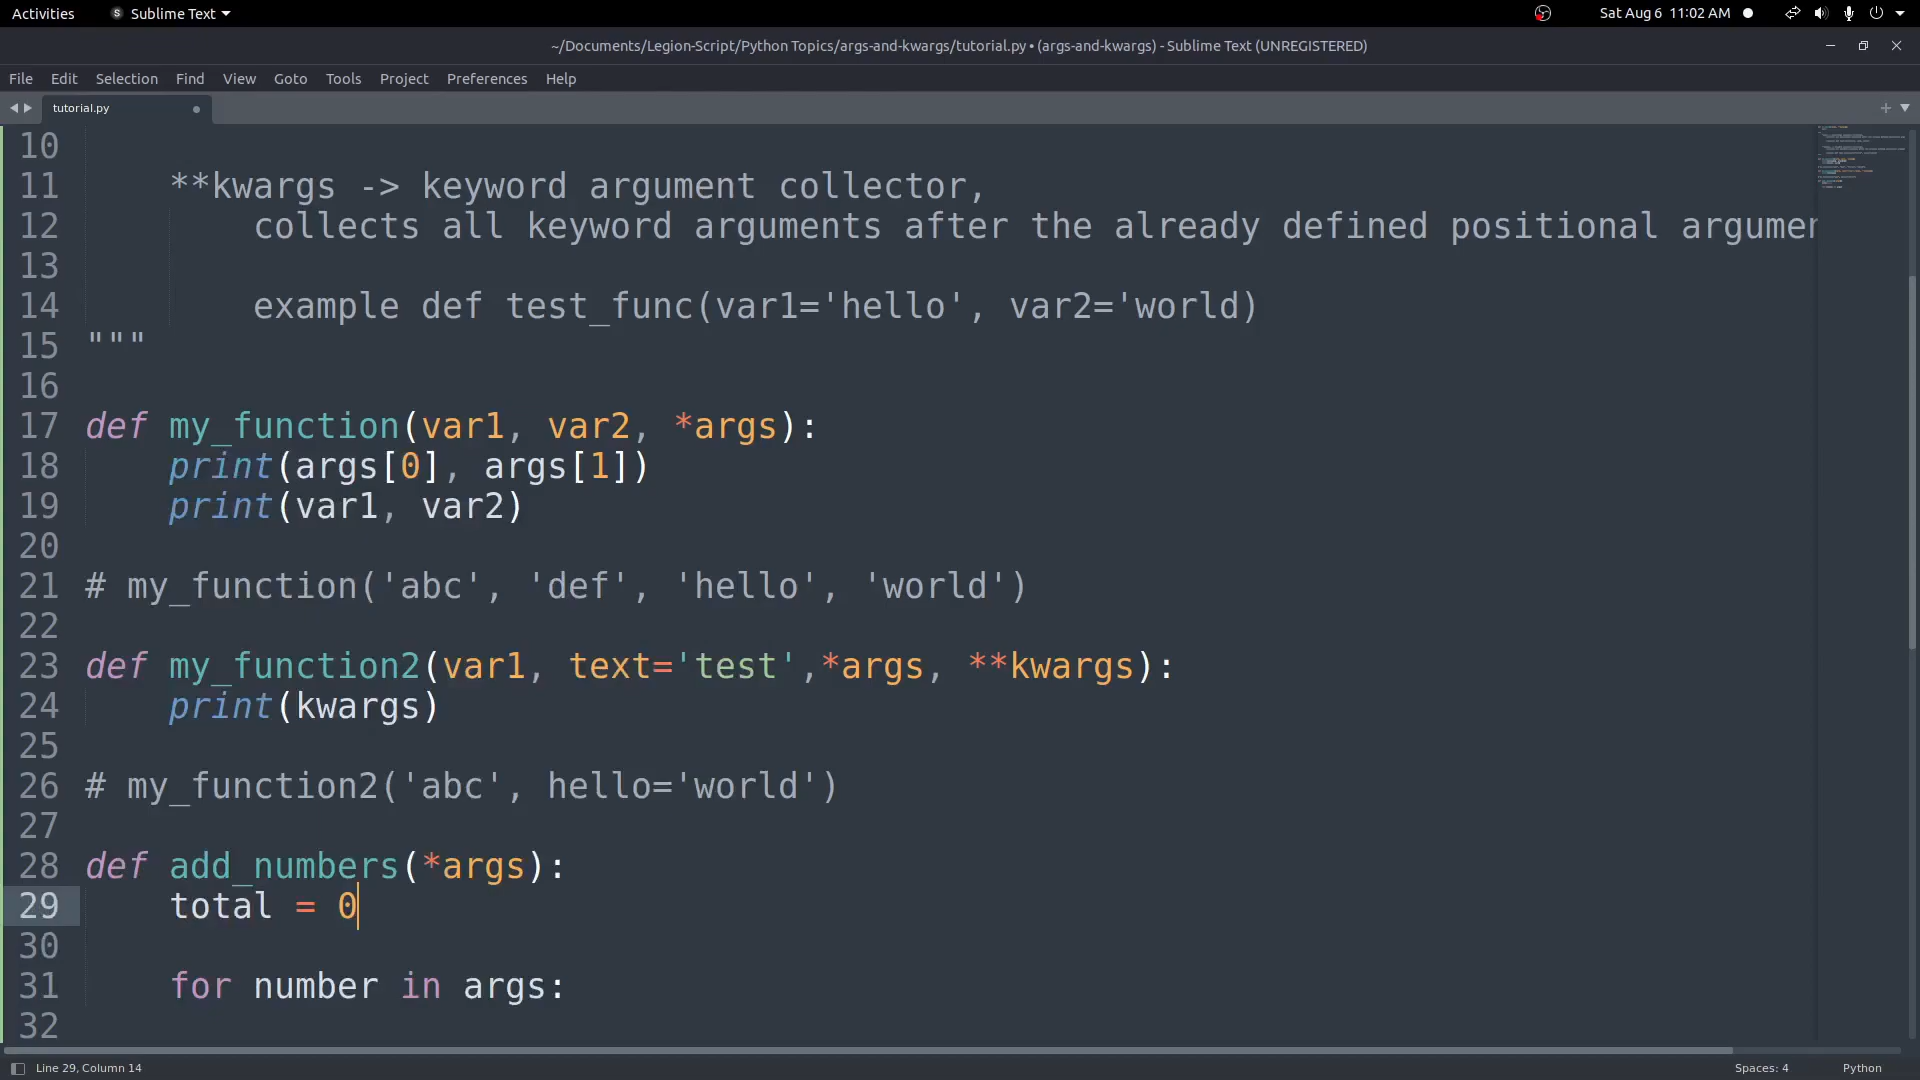 Activities Sublime Text Sat Aug 6 11:02 AM
~/Documents/Legion-Script/Python Topics/args-and-kwargs/tutorial.py • (args-and-kwargs) - Sublime Text (UNREGISTERED)
File Edit Selection Find View Goto Tools Project Preferences Help
tutorial.py
10
11 **kwargs -> keyword argument collector,
12 collects all keyword arguments after the already defined positional
13
14 example def test_func(var1='hello', var2='world)
15 """
16
17 def my_function(var1, var2, *args):
18 print(args[0], args[1])
19 print(var1, var2)
20
21 # my_function('abc', 'def', 'hello', 'world')
22
23 def my_function2(var1, text='test',*args, **kwargs):
24 print(kwargs)
25
26 # my_function2('abc', hello='world')
27
28 def add_numbers(*args):
29 total = 0
30
31 for number in args:
32
Line 29, Column 14 Spaces: 4 Python